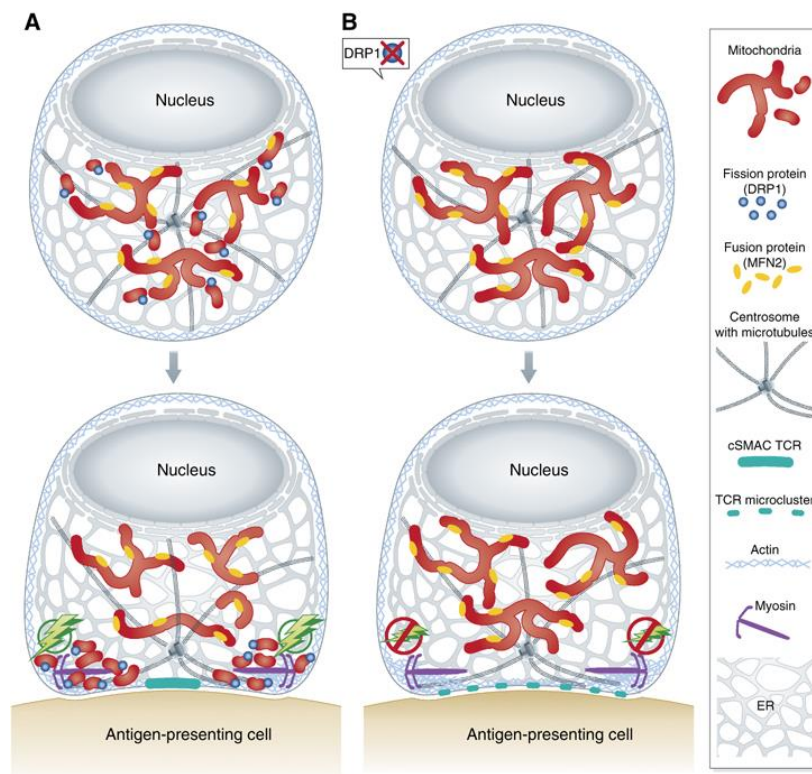 A
B
DRP1
Nucleus
Nucleus
Nucleus
Nucleus
Antigen-presenting cell
Antigen-presenting cell
Mitochondria
Fission protein
(DRP1)
Fusion protein
(MFN2)
Centrosome
with microtubules
cSMAC TCR
TCR microcluster
Actin
Myosin
ER